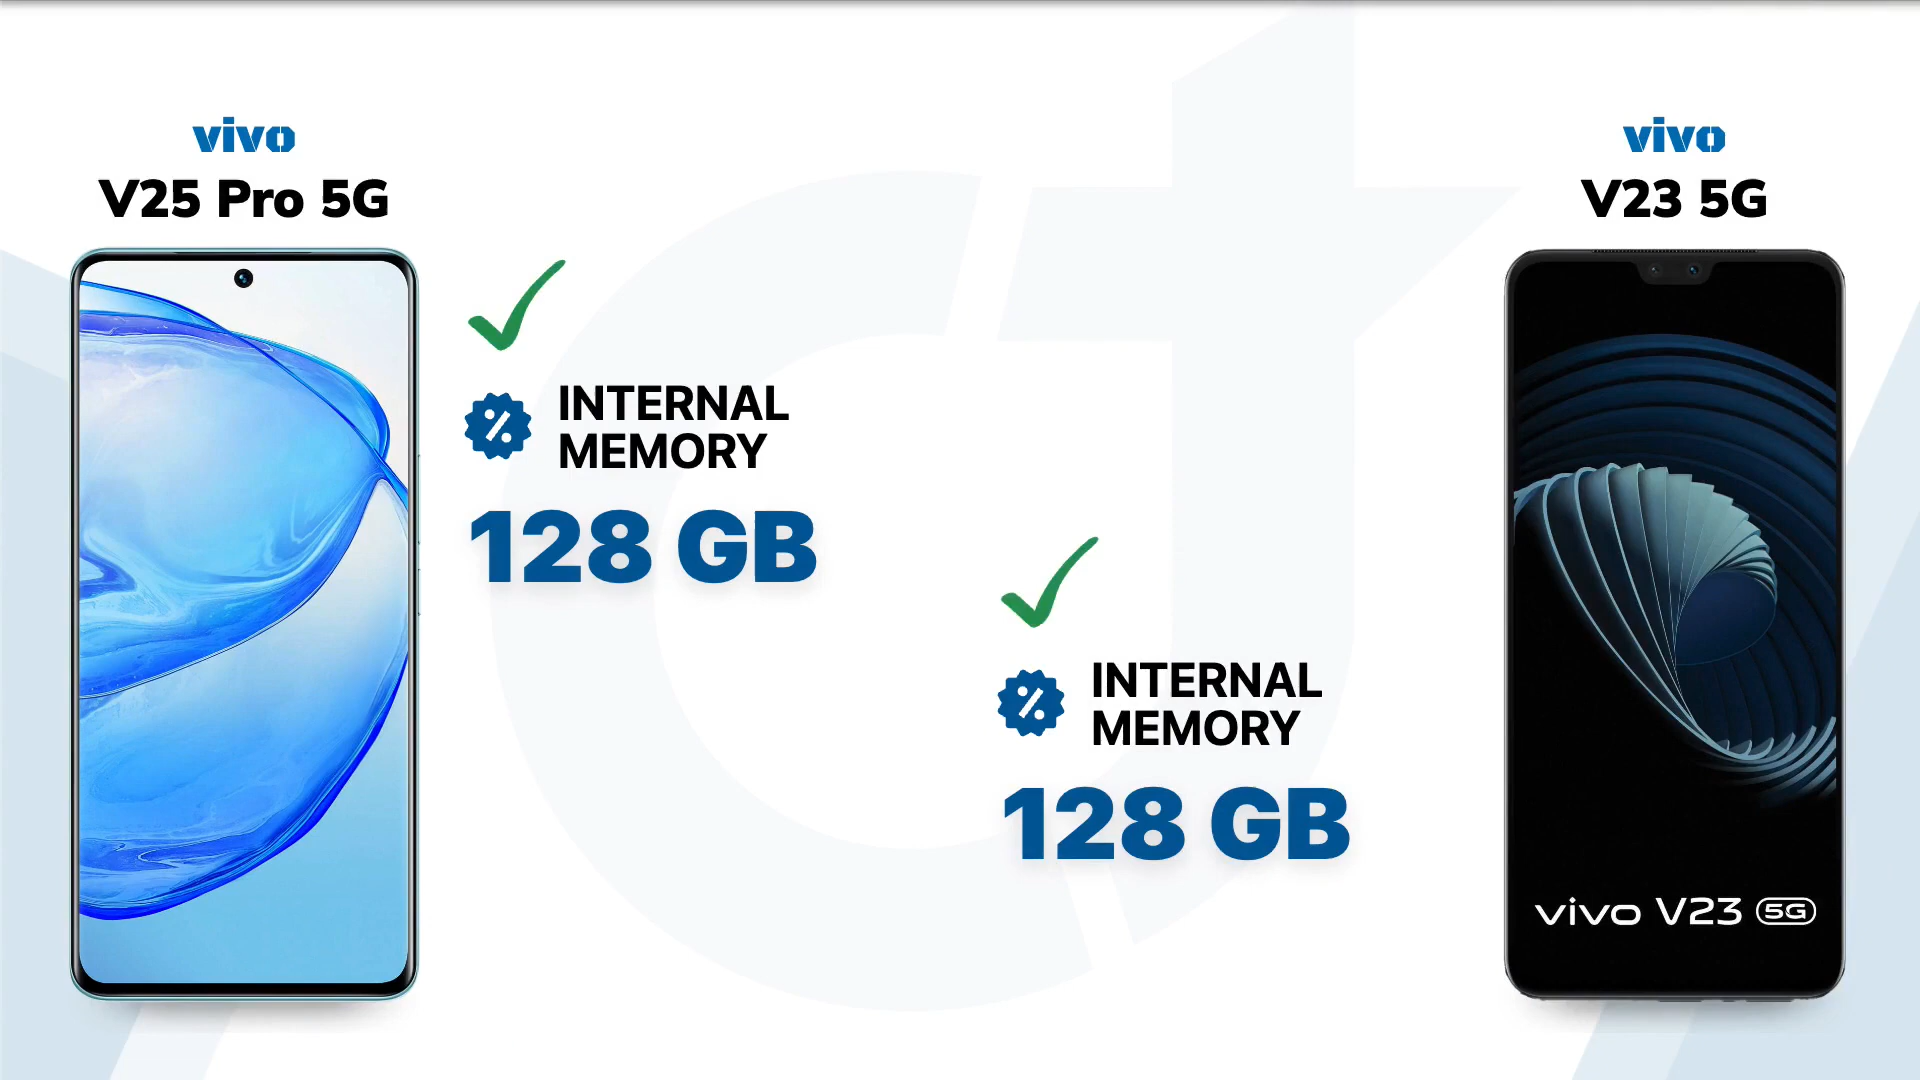 vivo
V25 Pro 5G
INTERNAL
MEMORY
128 GB
vivo
V23 5G
INTERNAL
MEMORY
128 GB
vivo V23 5G